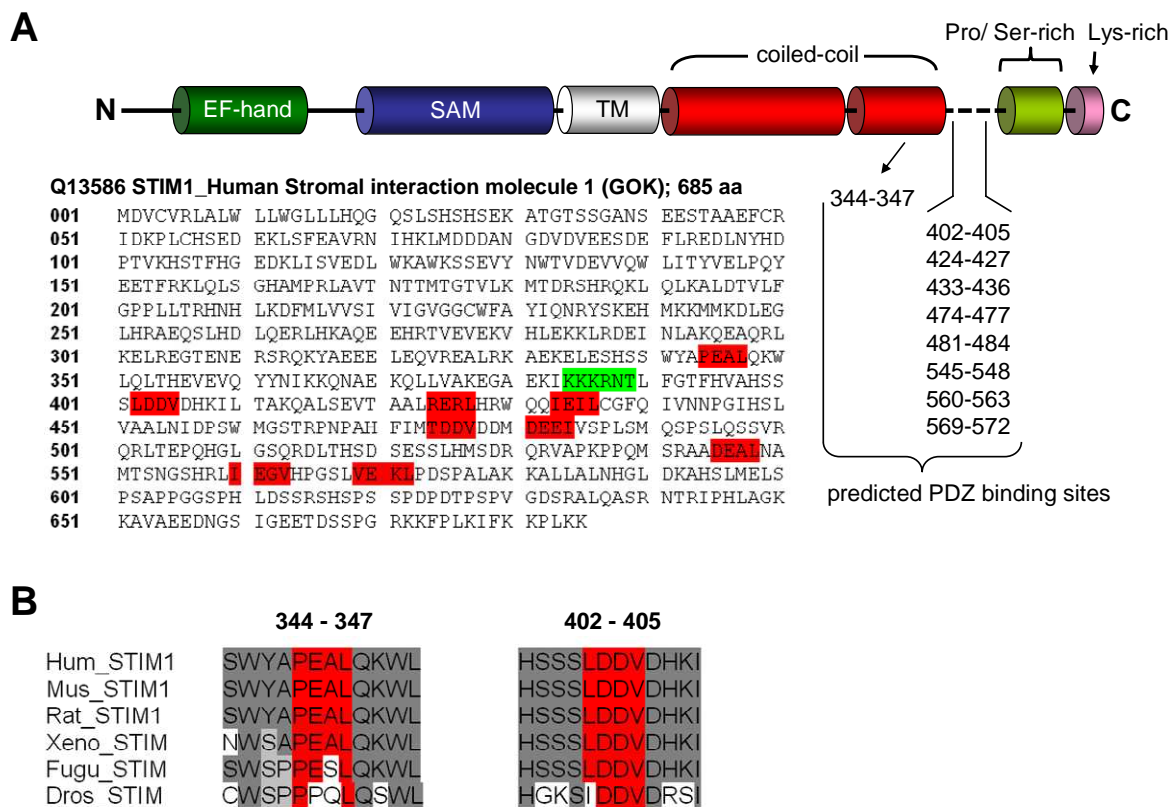 A
Pro/ Ser-rich Lys-rich
coiled-coil
N EF-hand SAM TM C
Q13586 STIM1_Human Stromal interaction molecule 1 (GOK); 685 aa
001 MDVCVRLALW LLWGLLLHQG QSLSHSHSEK ATGTSSGANS EESTAAEFCR
051 IDKPLCHSED EKLSFEAVRN IHKLMDDDAN GDVDVEESDE FLREDLNYHD
101 PTVKHSTFHG EDKLISVEDL WKAWKSSEVY NWTVDEVVQW LITYVELPQY
151 EETFRKLQLS GHAMPRLAVT NTTMTGTVLK MTDRSHRQKL QLKALDTVLF
201 GPPLLTRHNH LKDFMLVVSI VIGVGGCWFA YIQNRYSKEH MKKMMKDLEG
251 LHRAEQSLHD LQERLHKAQE EHRTVEVEKV HLEKKLRDEI NLAKQEAQRL
301 KELREGTENE RSRQKYAEEE LEQVREALRK AEKELESHSS WYAPEALQKW
351 LQLTHEVEVQ YYNIKKQNAE KQLLVAKEGA EKIKKKRNTL FGTFHVAHSS
401 SLDDVDHKIL TAKQALSEVT AALRERLHRW QQIEILCGFQ IVNNPGIHSL
451 VAALNIDPSW MGSTRPNPAH FIMTDDVDDM DEEIVSPLSM QSPSLQSSVR
501 QRLTEPQHGL GSQRDLTHSD SESSLHMSDR QRVAPKPPQM SRAADEALNA
551 MTSNGSHRLI EGVHPGSLVE KLPDSPALAK KALLALNHGL DKAHSLMELS
601 PSAPPGGSPH LDSSRSHSPS SPDPDTPSPV GDSRALQASR NTRIPHLAGK
651 KAVAEEDNGS IGEETDSSPG RKKFPLKIFK KPLKK
344-347
402-405
424-427
433-436
474-477
481-484
545-548
560-563
569-572
predicted PDZ binding sites
B
344 - 347 402 - 405
Hum_STIM1 SWYAPEALQKWL HSSSLDDVDHKI
Mus_STIM1 SWYAPEALQKWL HSSSLDDVDHKI
Rat_STIM1 SWYAPEALQKWL HSSSLDDVDHKI
Xeno_STIM NWSAPEALQKWL HSSSLDDVDHKI
Fugu_STIM SWSPPESLQKWL HSSSLDDVDHKI
Dros_STIM CWSPPPQLQSWL HGKSIDDVDRSI